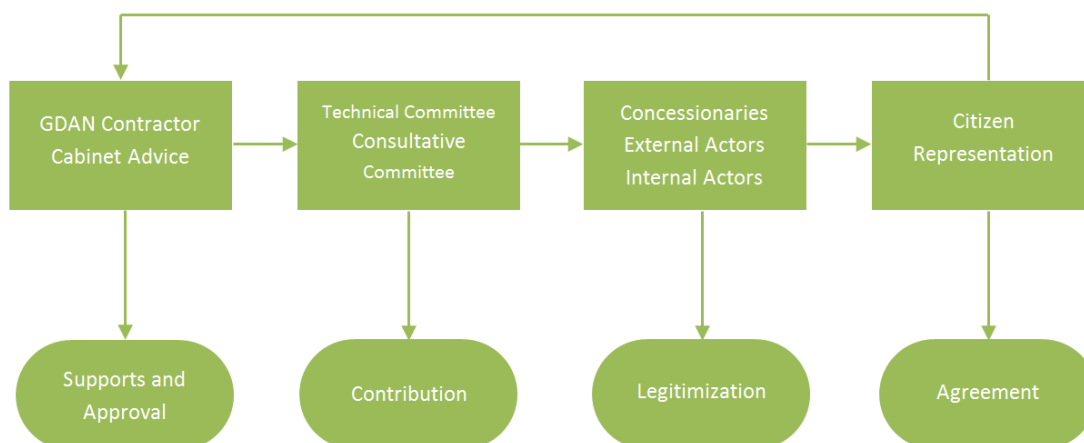 GDAN Contractor
Cabinet Advice
Technical Committee
Consultative
Committee
Concessionaries
External Actors
Internal Actors
Citizen
Representation
Supports and
Approval
Contribution
Legitimization
Agreement